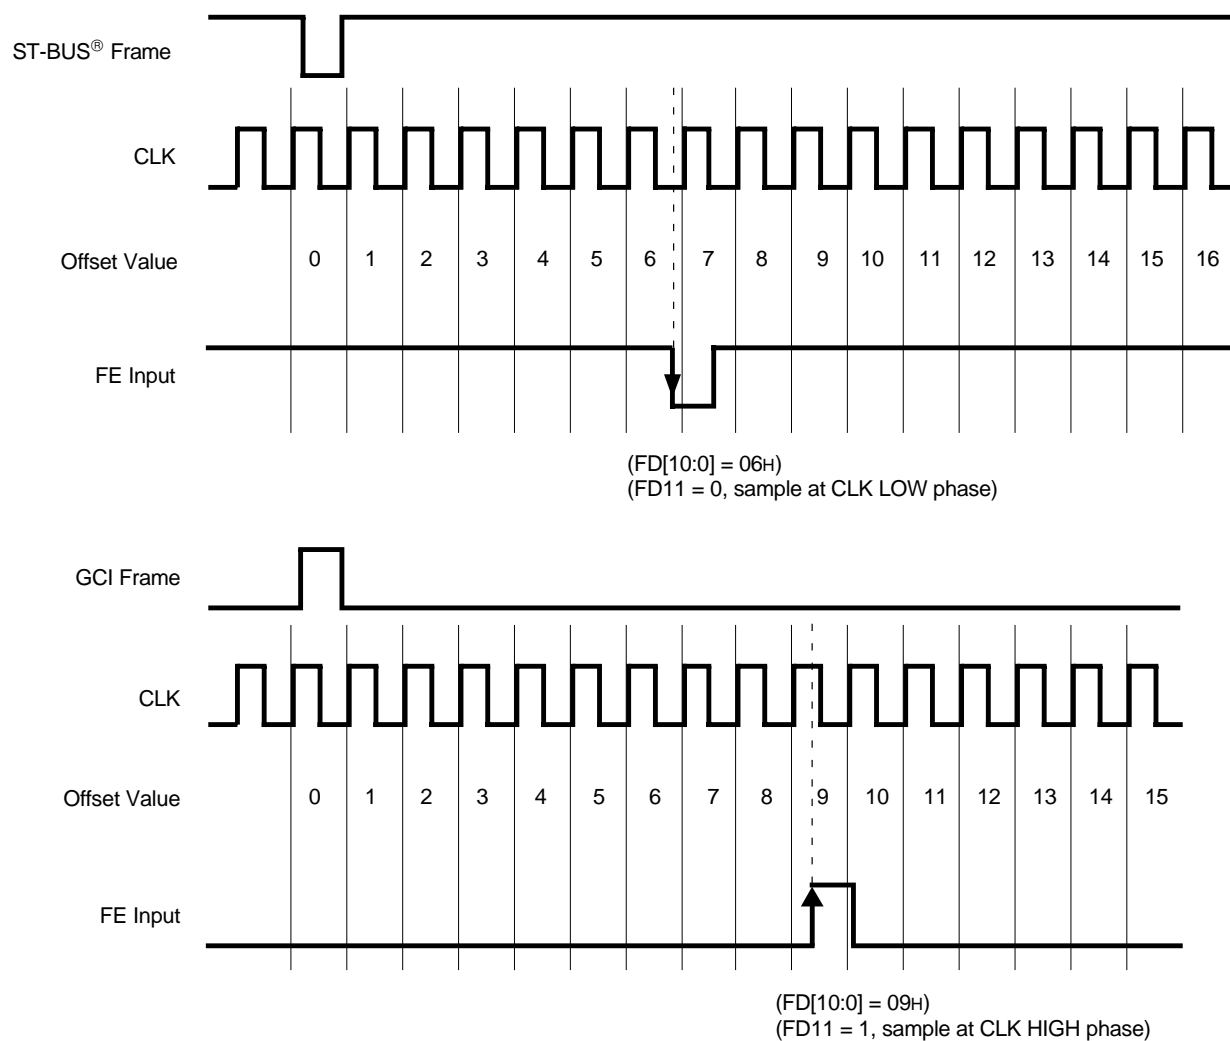 ST-BUS® Frame
CLK
Offset Value 0 1 2 3 4 5 6 7 8 9 10 11 12 13 14 15 16
FE Input
(FD[10:0] = 06H)
(FD11 = 0, sample at CLK LOW phase)
GCI Frame
CLK
Offset Value 0 1 2 3 4 5 6 7 8 9 10 11 12 13 14 15
FE Input
(FD[10:0] = 09H)
(FD11 = 1, sample at CLK HIGH phase)